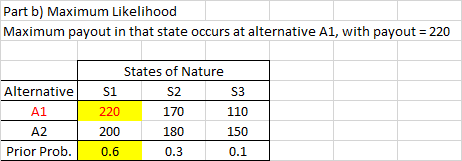 Part b) Maximum Likelihood
Maximum payout in that state occurs at alternative A1, with payout = 220
States of Nature
Alternative S1 S2 S3
A1 220 170 110
A2 200 180 150
Prior Prob. 0.6 0.3 0.1